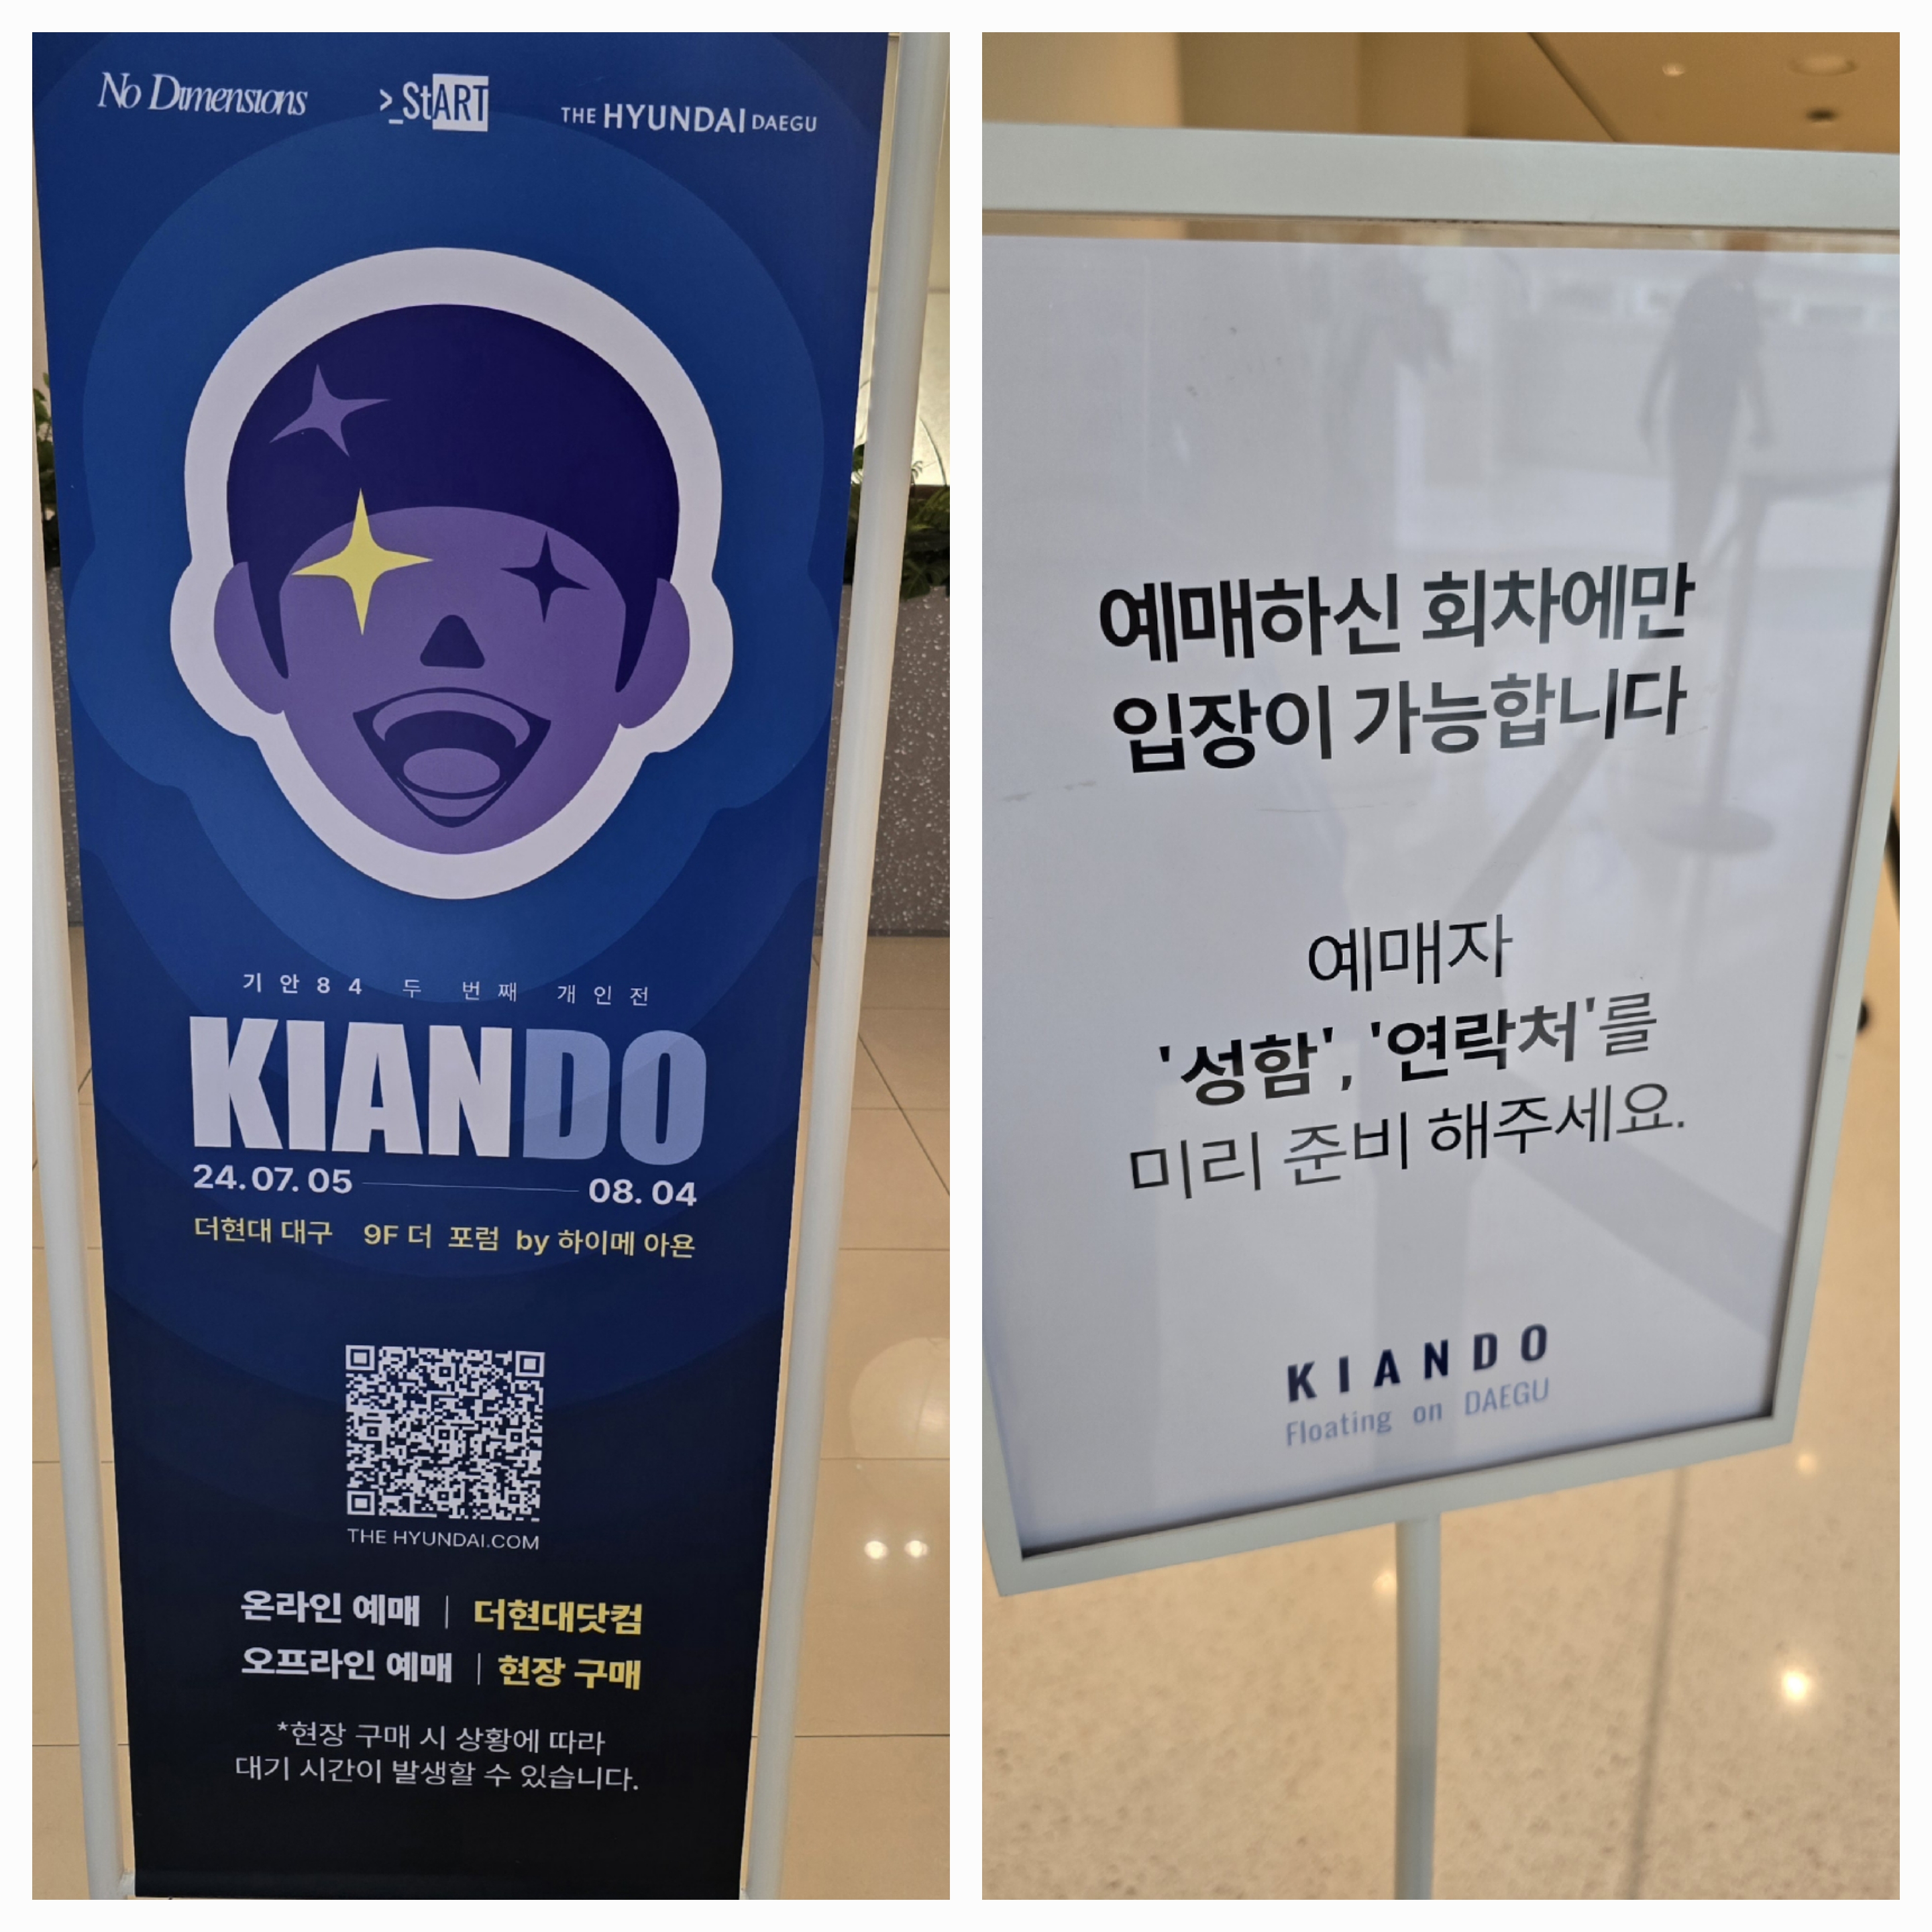 No Dimensions
>_StART
THE HYUNDAI DAEGU
기안84 두 번째 개인전
KIANDO
24.07.05 08.04
더현대 대구 9F 더 포럼 by 하이메 아욘
THE HYUNDAI.COM
온라인 예매 | 더현대닷컴
오프라인 예매 | 현장 구매
*현장 구매 시 상황에 따라
대기 시간이 발생할 수 있습니다.
예매하신 회차에만
입장이 가능합니다
예매자
'성함', '연락처'를
미리 준비 해주세요.
KIANDO
Floating on DAEGU